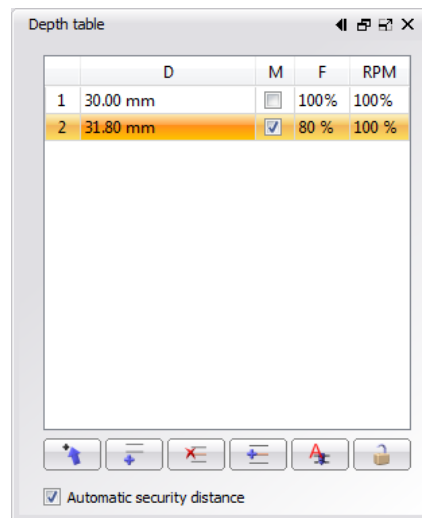 Depth table
D M F RPM
1 30.00 mm 100% 100%
2 31.80 mm 80 % 100 %
A
Automatic security distance